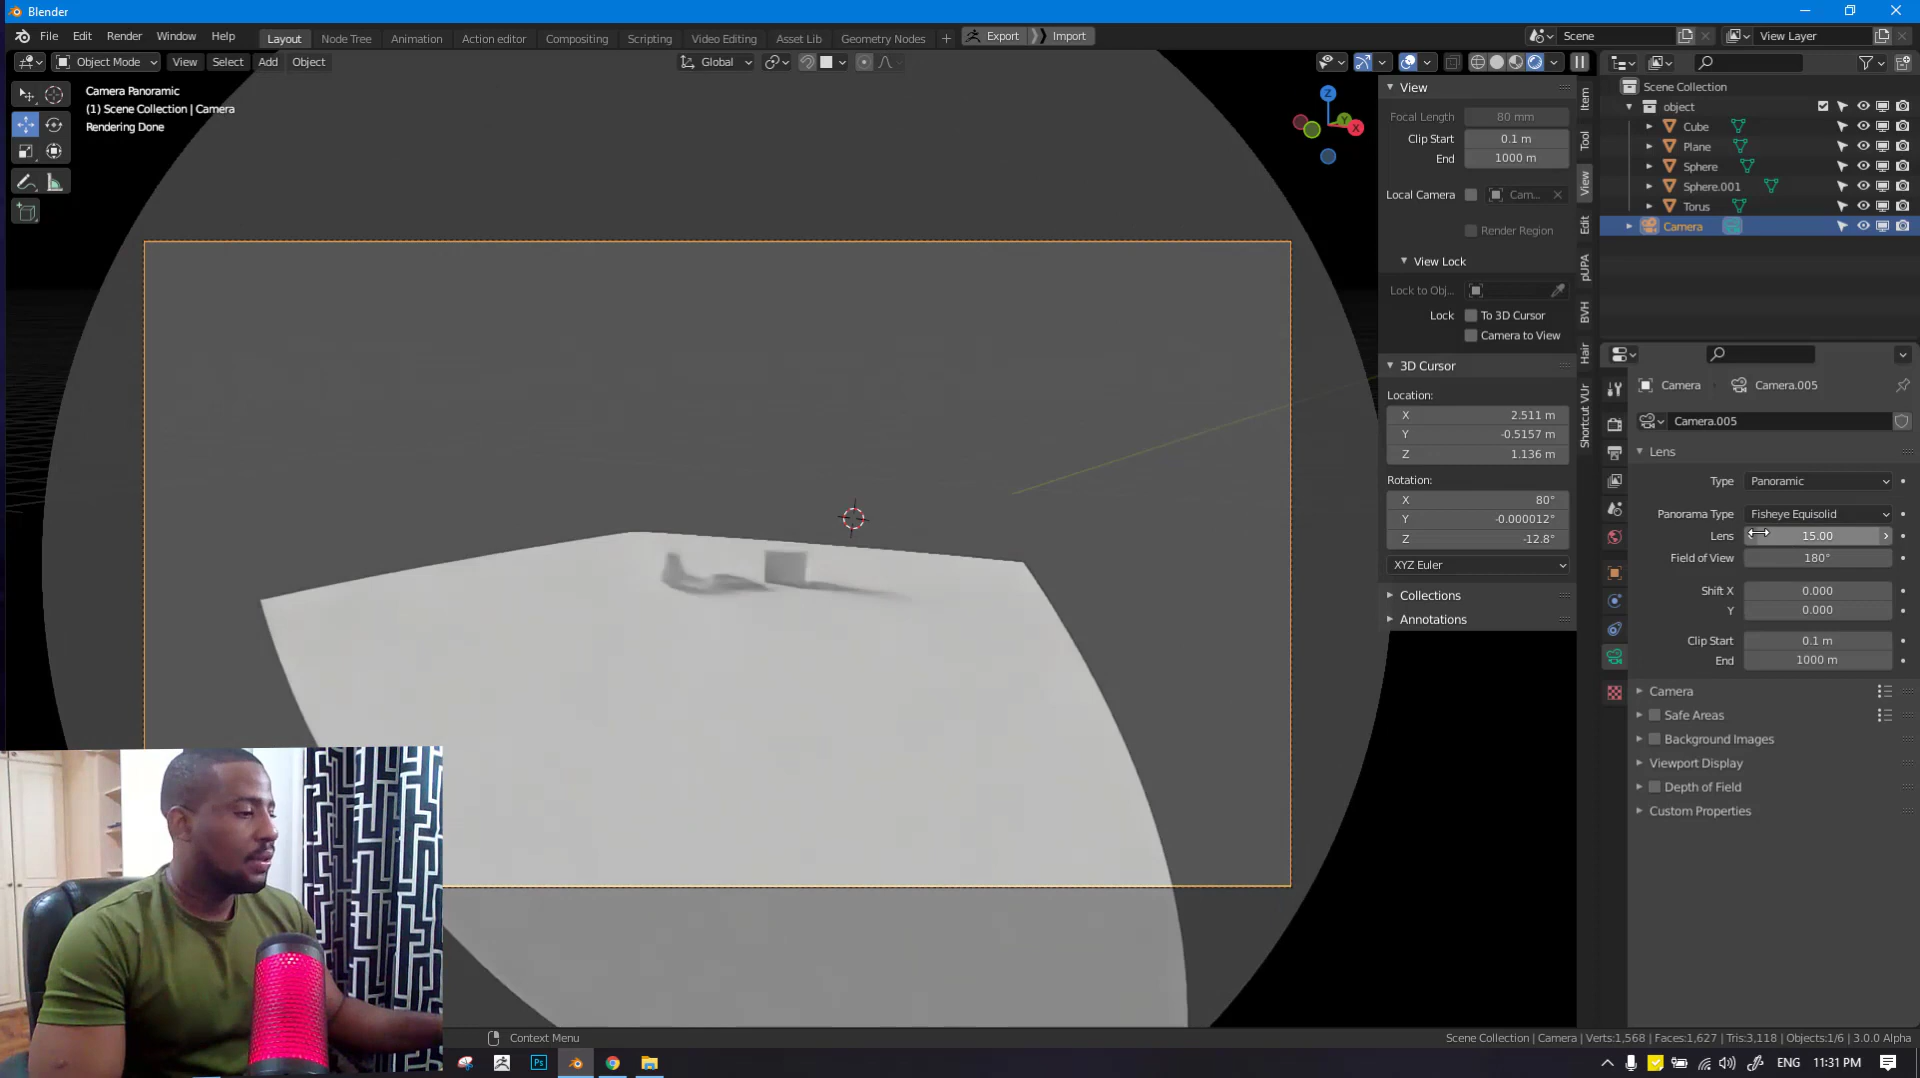 Blender
File Edit Render Window Help
Layout Node Tree Animation Action editor Compositing Scripting Video Editing Asset Lib Geometry Nodes + Export Import
Scene View Layer
Object Mode View Select Add Object Global
Camera Panoramic
(1) Scene Collection | Camera
Rendering Done
Z
Y
X
View
Focal Length 80 mm
Clip Start 0.1 m
End 1000 m
Local Camera Cam...
Render Region
View Lock
Lock to Obj...
Lock To 3D Cursor
Camera to View
3D Cursor
Location:
X 2.511 m
Y -0.5157 m
Z 1.136 m
Rotation:
X 80°
Y -0.000012°
Z -12.8°
XYZ Euler
Collections
Annotations
Item
Tool
View
Edit
pUPA
BVH
Hair
Shortcut VUr
Scene Collection
object
Cube
Plane
Sphere
Sphere.001
Torus
Camera
Camera Camera.005
Camera.005
Lens
Type Panoramic
Panorama Type Fisheye Equisolid
Lens 15.00
Field of View 180°
Shift X 0.000
Y 0.000
Clip Start 0.1 m
End 1000 m
Camera
Safe Areas
Background Images
Viewport Display
Depth of Field
Custom Properties
Context Menu
Scene Collection | Camera | Verts:1,568 | Faces:1,627 | Tris:3,118 | Objects:1/6 | 3.0.0 Alpha
Ps
ENG 11:31 PM